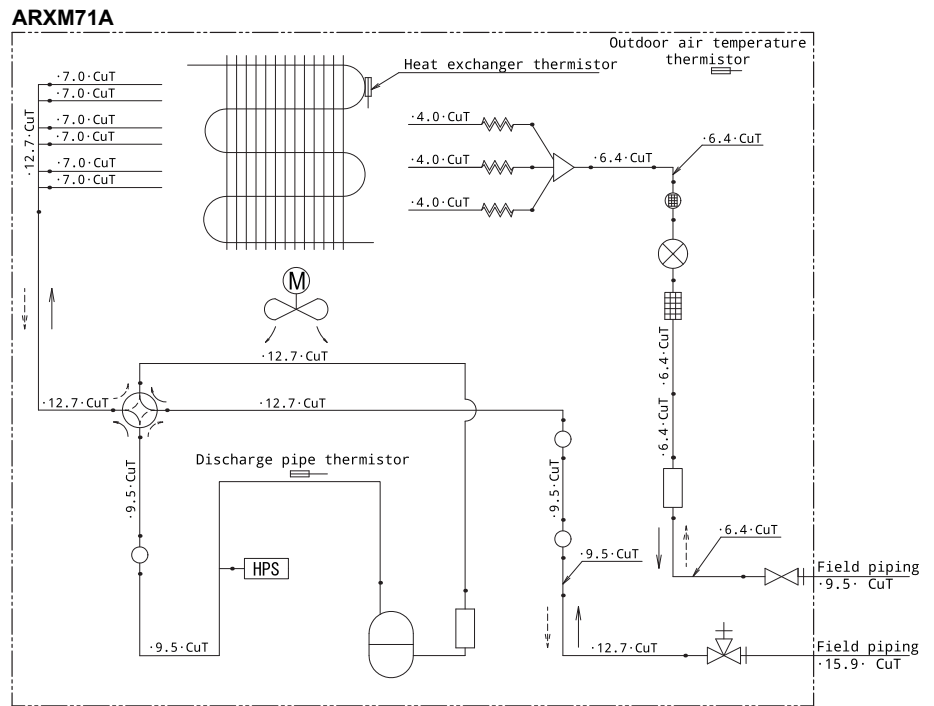 ARXM71A
Outdoor air temperature
thermistor
Heat exchanger thermistor
·7.0·CuT
·7.0·CuT
·7.0·CuT
·7.0·CuT
·7.0·CuT
·7.0·CuT
·12.7·CuT
·4.0·CuT
·4.0·CuT
·4.0·CuT
·6.4·CuT
·6.4·CuT
M
·12.7·CuT
·6.4·CuT
·12.7·CuT
·12.7·CuT
·6.4·CuT
Discharge pipe thermistor
·9.5·CuT
·9.5·CuT
·6.4·CuT
·9.5·CuT
HPS
Field piping
·9.5· CuT
·9.5·CuT
·12.7·CuT
Field piping
·15.9· CuT